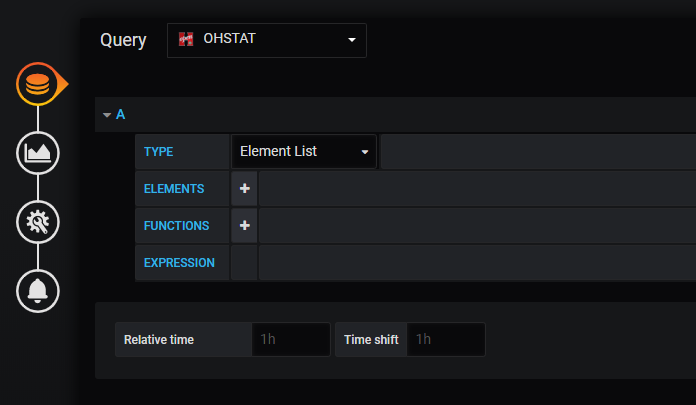 Query OHSTAT
A
TYPE Element List
ELEMENTS +
FUNCTIONS +
EXPRESSION
Relative time 1h Time shift 1h